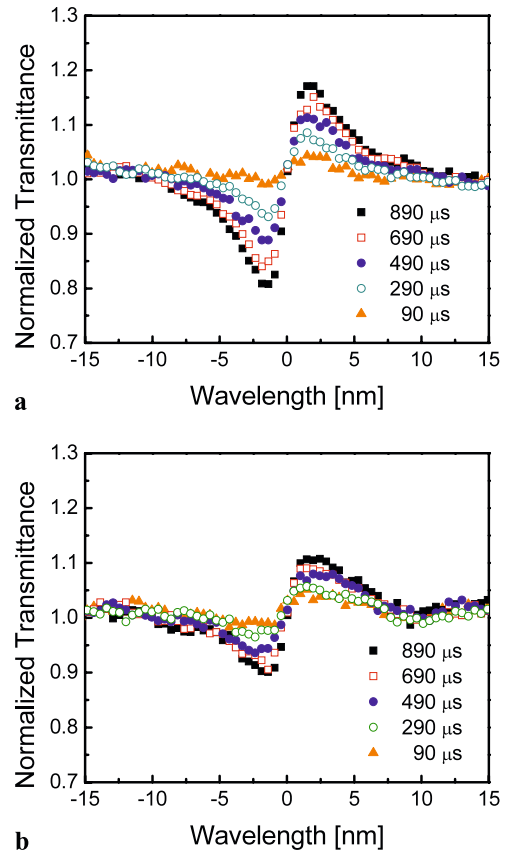 1.3
1.2
1.1
1.0
0.9
0.8
0.7
Normalized Transmittance
890 μs
690 μs
490 μs
290 μs
90 μs
-15 -10 -5 0 5 10 15
Wavelength [nm]
a
1.3
1.2
1.1
1.0
0.9
0.8
0.7
Normalized Transmittance
890 μs
690 μs
490 μs
290 μs
90 μs
-15 -10 -5 0 5 10 15
Wavelength [nm]
b